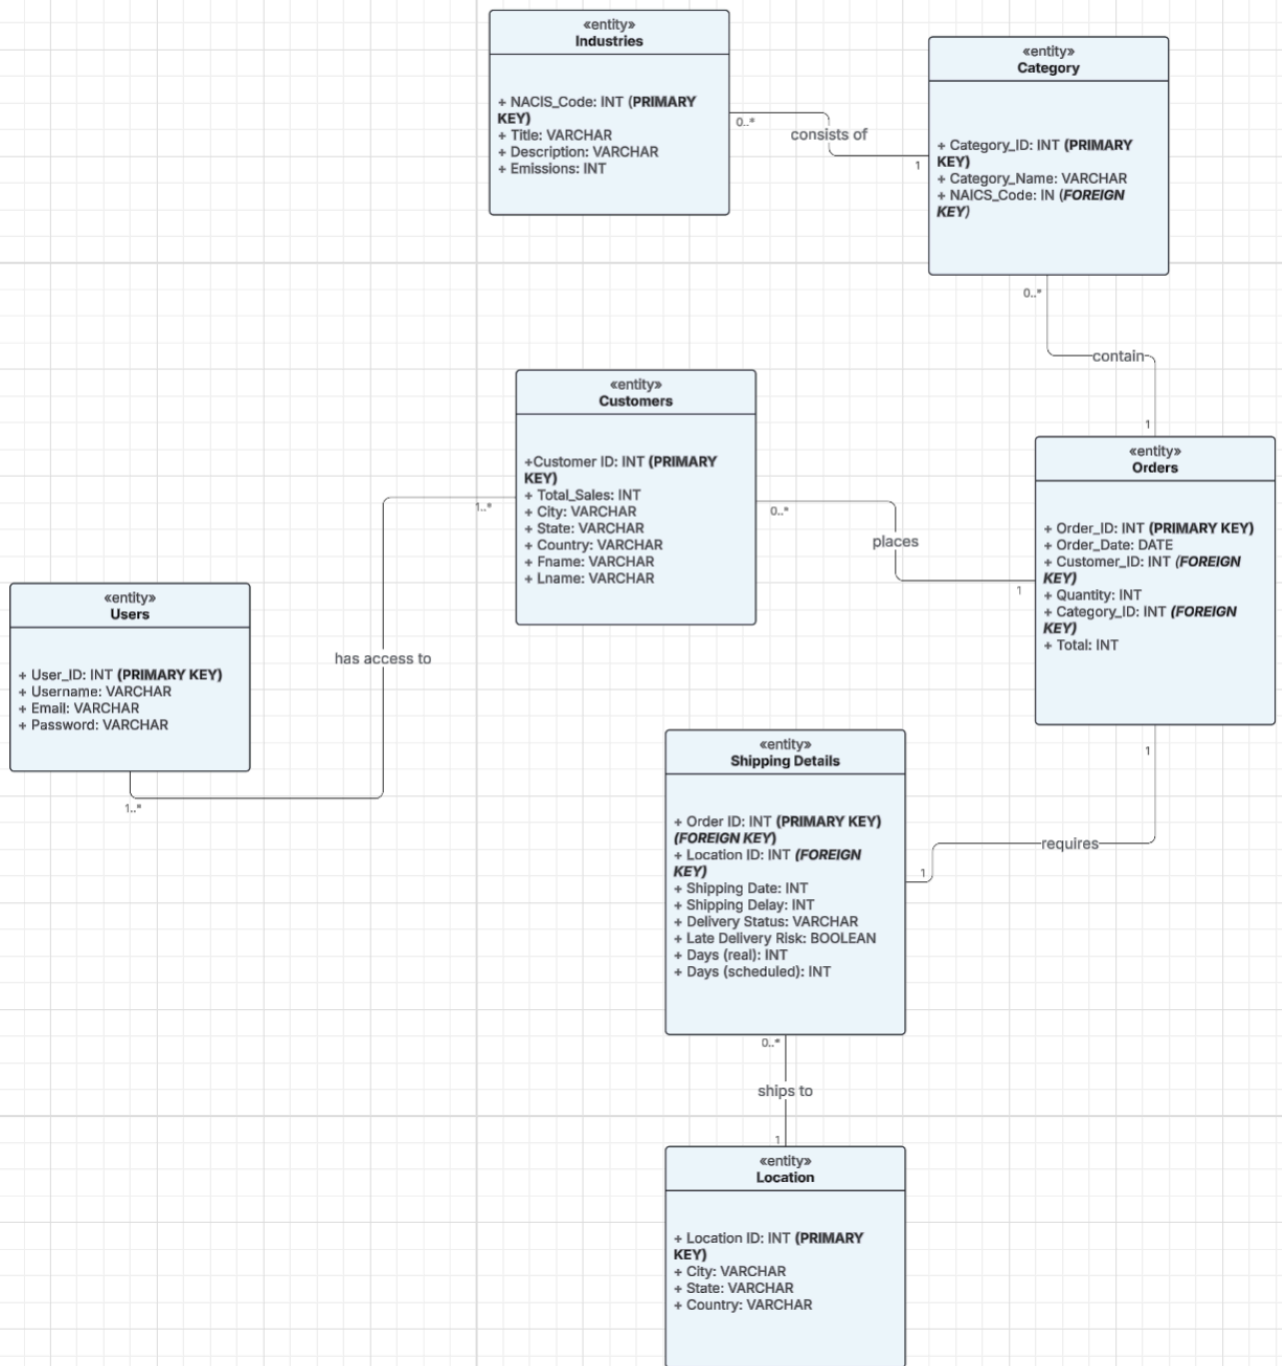 «entity»
Industries
+ NACIS_Code: INT (PRIMARY
KEY)
+ Title: VARCHAR
+ Description: VARCHAR
+ Emissions: INT
0..*
consists of
1
«entity»
Category
+ Category_ID: INT (PRIMARY
KEY)
+ Category_Name: VARCHAR
+ NAICS_Code: IN (FOREIGN
KEY)
0..*
contain
1
«entity»
Customers
+Customer ID: INT (PRIMARY
KEY)
+ Total_Sales: INT
+ City: VARCHAR
+ State: VARCHAR
+ Country: VARCHAR
+ Fname: VARCHAR
+ Lname: VARCHAR
1..*
0..*
places
1
«entity»
Orders
+ Order_ID: INT (PRIMARY KEY)
+ Order_Date: DATE
+ Customer_ID: INT (FOREIGN
KEY)
+ Quantity: INT
+ Category_ID: INT (FOREIGN
KEY)
+ Total: INT
«entity»
Users
+ User_ID: INT (PRIMARY KEY)
+ Username: VARCHAR
+ Email: VARCHAR
+ Password: VARCHAR
1..*
has access to
1
requires
1
«entity»
Shipping Details
+ Order ID: INT (PRIMARY KEY)
(FOREIGN KEY)
+ Location ID: INT (FOREIGN
KEY)
+ Shipping Date: INT
+ Shipping Delay: INT
+ Delivery Status: VARCHAR
+ Late Delivery Risk: BOOLEAN
+ Days (real): INT
+ Days (scheduled): INT
0..*
ships to
1
«entity»
Location
+ Location ID: INT (PRIMARY
KEY)
+ City: VARCHAR
+ State: VARCHAR
+ Country: VARCHAR